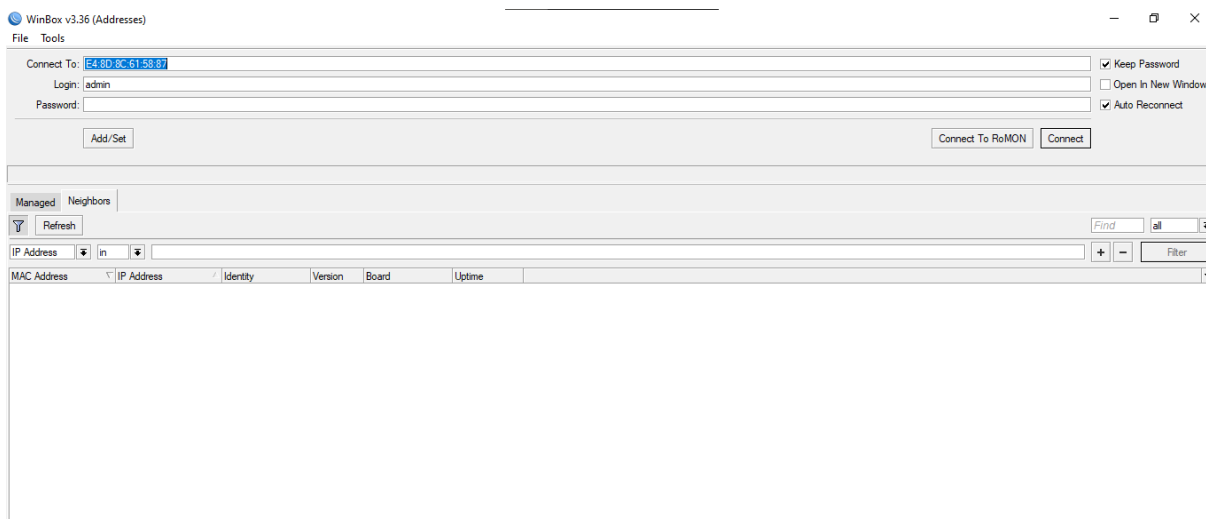 WinBox v3.36 (Addresses)
File Tools
Connect To: E4:8D:8C:61:58:87
Keep Password
Login: admin
Open In New Window
Password:
Auto Reconnect
Add/Set
Connect To RoMON
Connect
Managed
Neighbors
Refresh
Find
all
IP Address
in
+
−
Filter
MAC Address
IP Address
Identity
Version
Board
Uptime